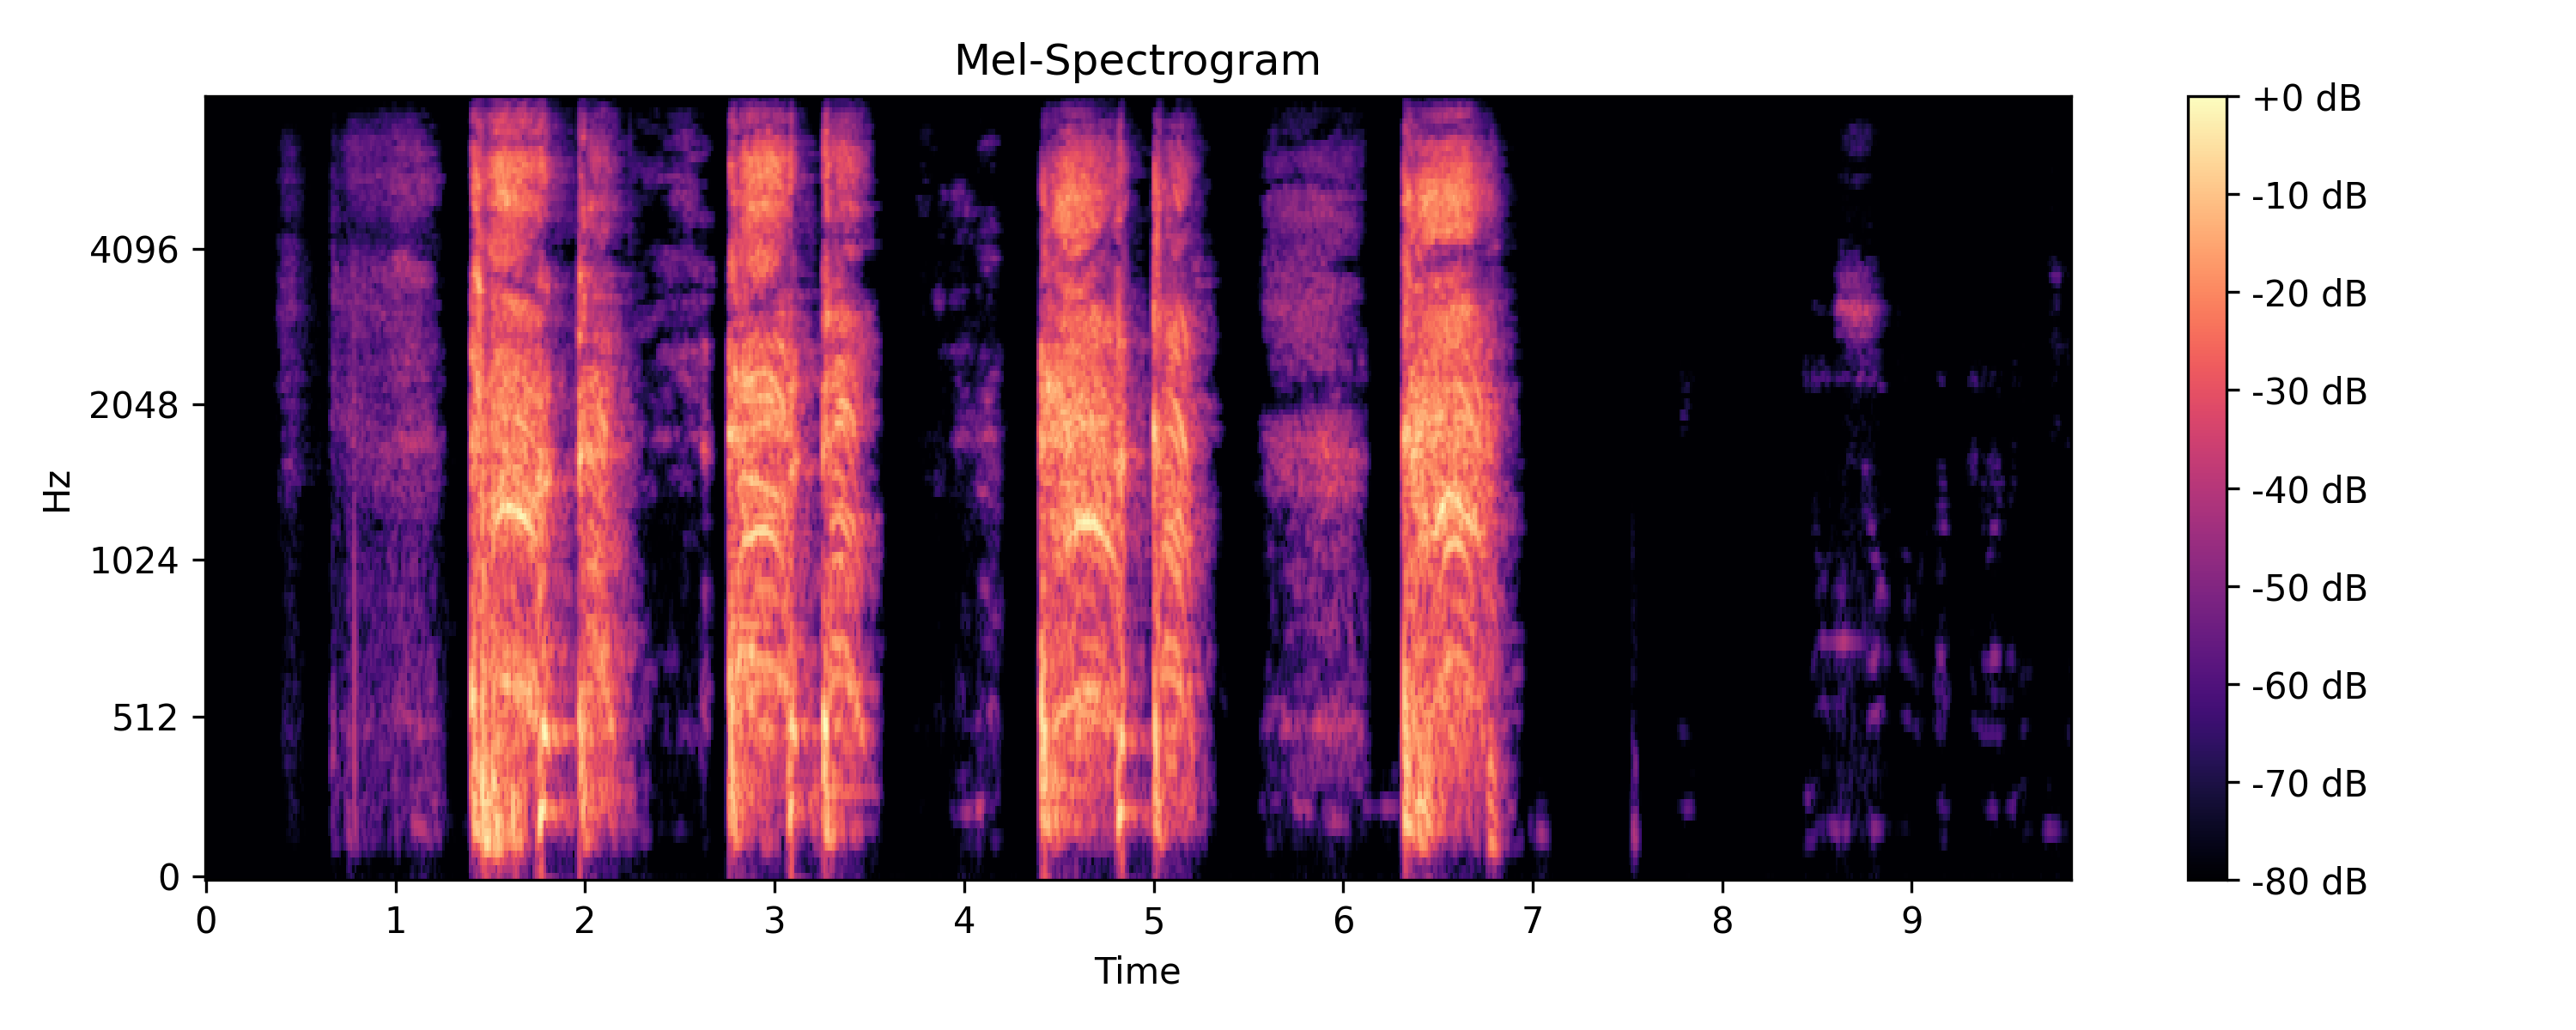 Mel-Spectrogram
+0 dB
-10 dB
-20 dB
-30 dB
-40 dB
-50 dB
-60 dB
-70 dB
-80 dB
4096
2048
1024
512
0
Hz
0 1 2 3 4 5 6 7 8 9
Time